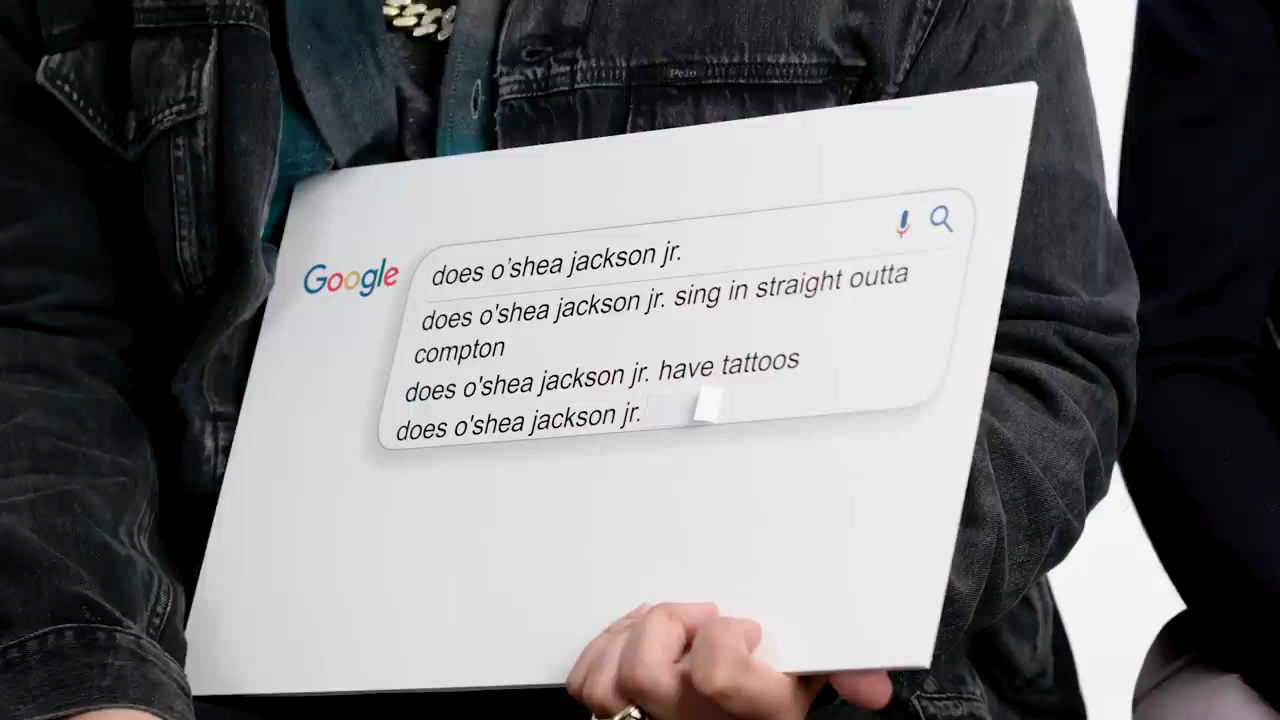 Polo
Google
does o'shea jackson jr.
does o'shea jackson jr. sing in straight outta
compton
does o'shea jackson jr. have tattoos
does o'shea jackson jr.